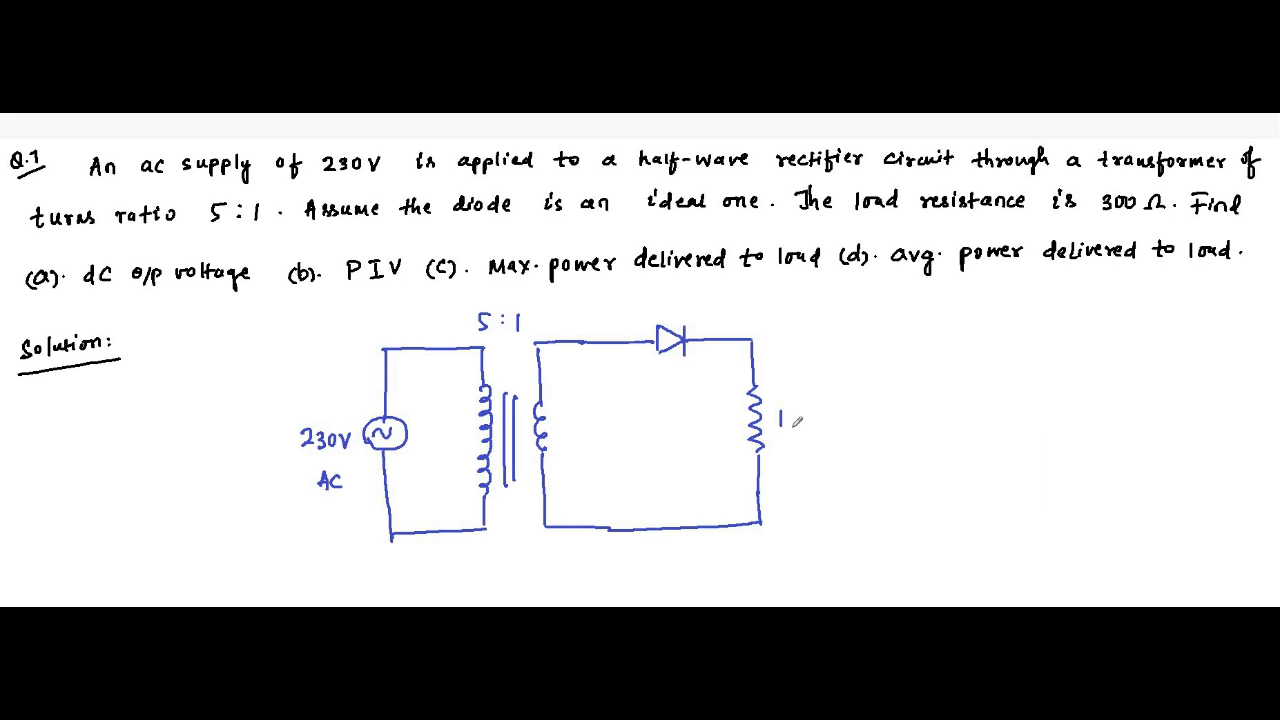 Q.1 An ac supply of 230V is applied to a half-wave rectifier circuit through a transformer of
turns ratio 5:1. Assume the diode is an ideal one. The load resistance is 300 Ω. Find
(a). dc o/p voltage (b). PIV (c). Max. power delivered to load (d). avg. power delivered to load.
Solution:
5:1
230V
AC
1